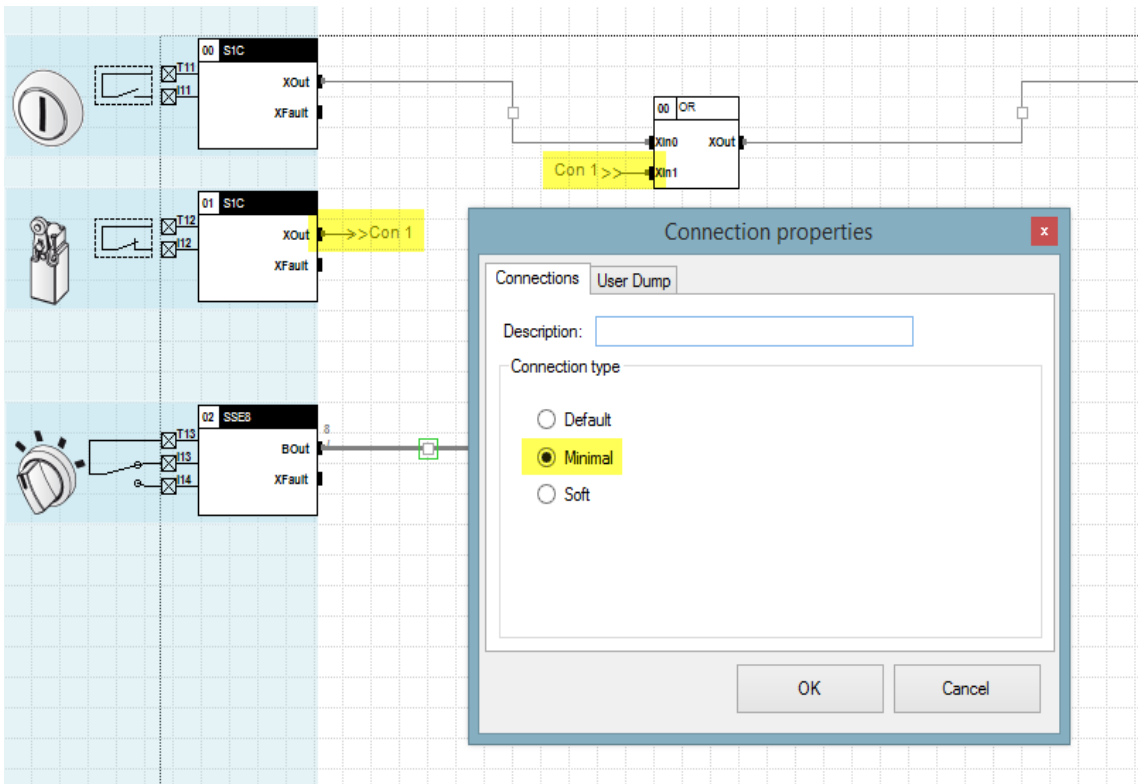 00 S1C
T11
I11
XOut
XFault
00 OR
XIn0 XOut
XIn1
Con 1 >>
01 S1C
T12
I12
XOut
XFault
>>Con 1
02 SSE8
T13
I13
I14
BOut
XFault
8
Connection properties
x
Connections
User Dump
Description:
Connection type
Default
Minimal
Soft
OK
Cancel